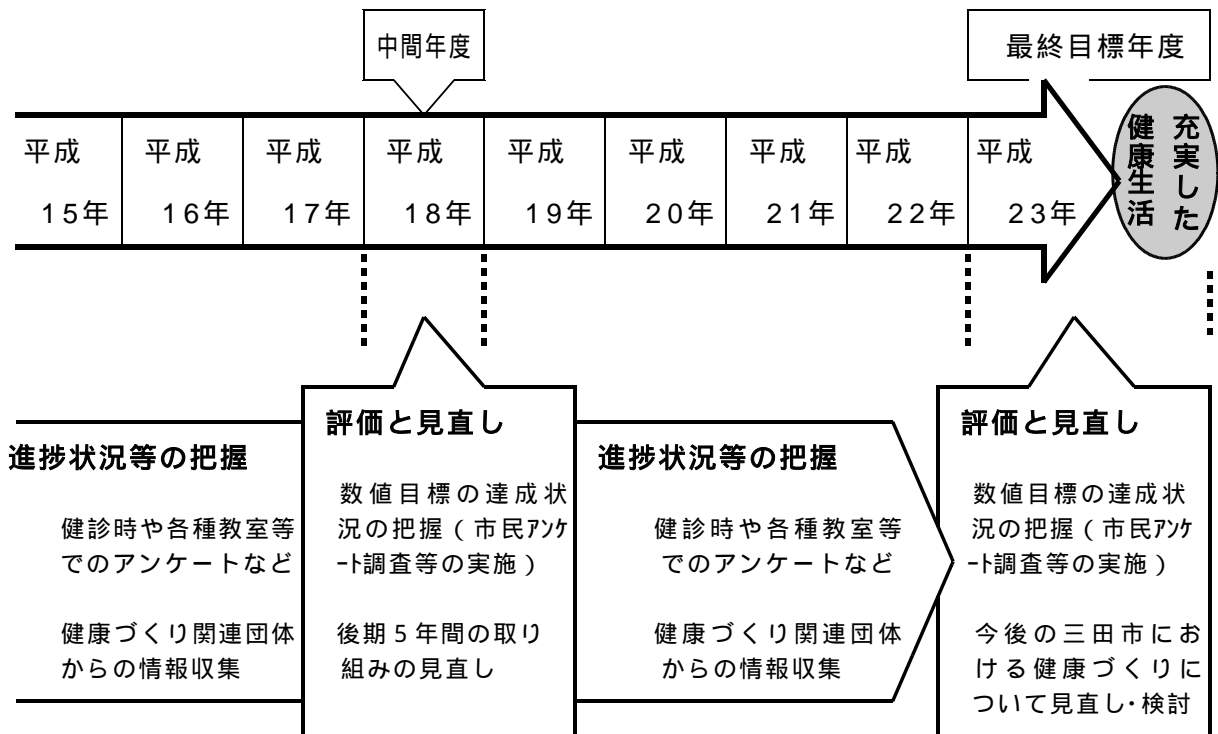 中間年度
最終目標年度
平成
15年
平成
16年
平成
17年
平成
18年
平成
19年
平成
20年
平成
21年
平成
22年
平成
23年
充実した
健康生活
進捗状況等の把握
健診時や各種教室等
でのアンケートなど
健康づくり関連団体
からの情報収集
評価と見直し
数値目標の達成状
況の把握(市民ｱﾝｹ
ｰﾄ調査等の実施)
後期5年間の取り
組みの見直し
進捗状況等の把握
健診時や各種教室等
でのアンケートなど
健康づくり関連団体
からの情報収集
評価と見直し
数値目標の達成状
況の把握(市民ｱﾝｹ
ｰﾄ調査等の実施)
今後の三田市にお
ける健康づくりに
ついて見直し･検討